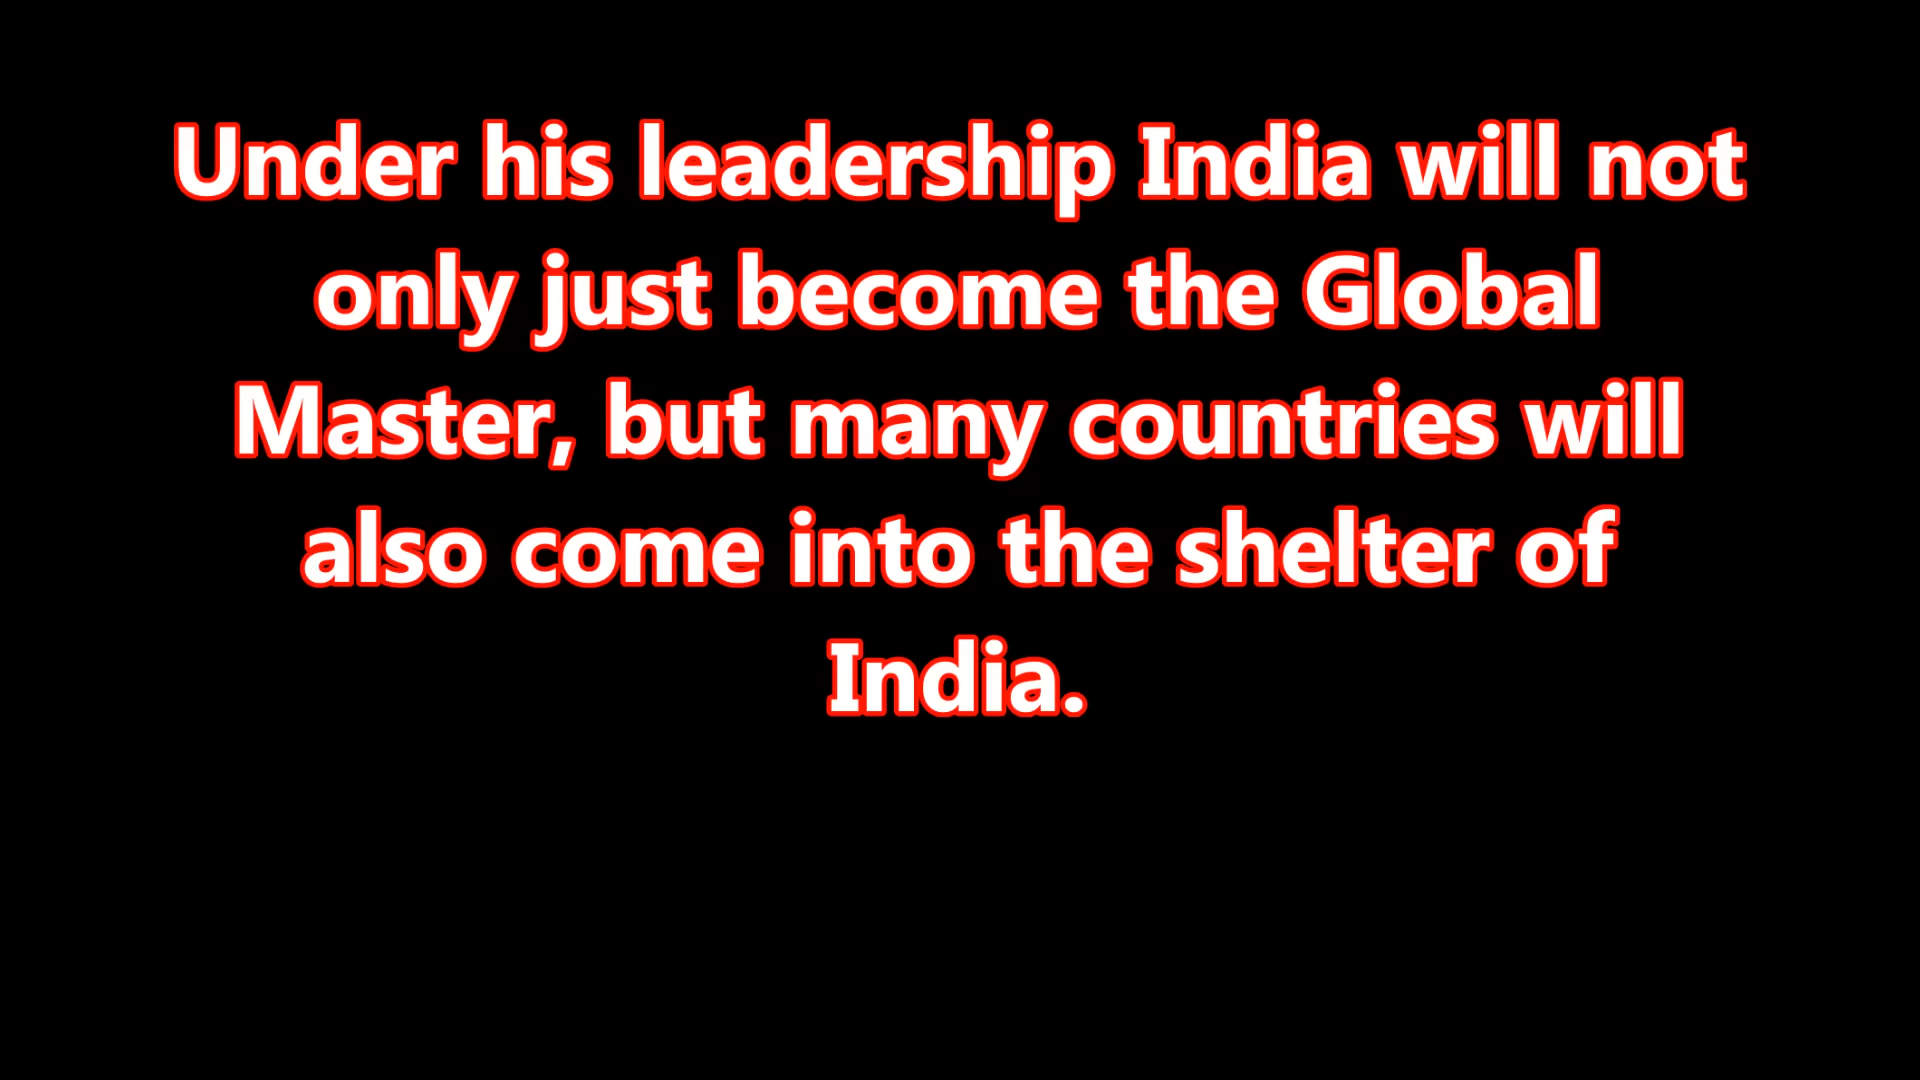 Under his leadership India will not
only just become the Global
Master, but many countries will
also come into the shelter of
India.